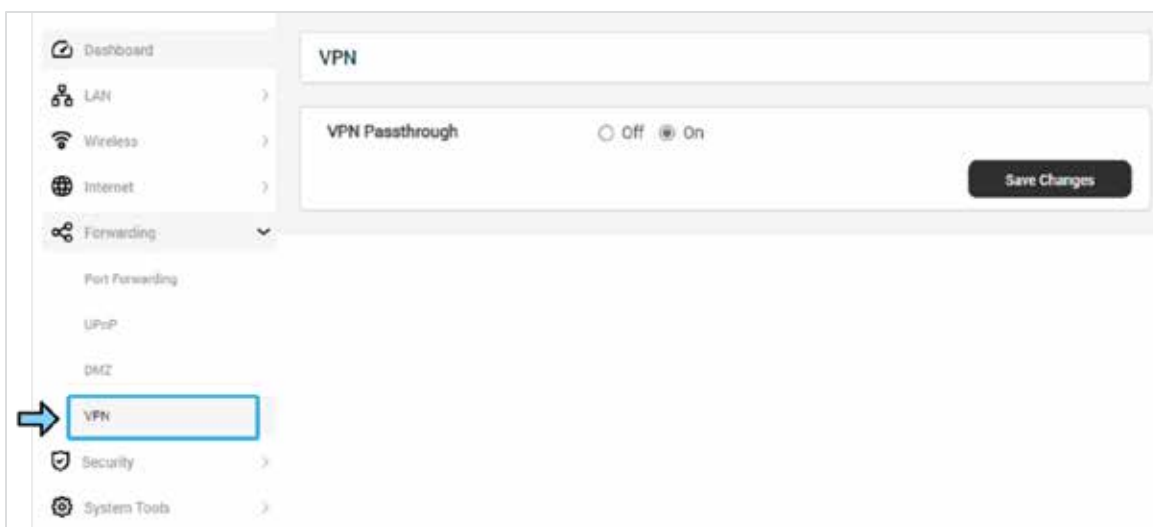 Dashboard
LAN
Wireless
Internet
Forwarding
Port Forwarding
UPnP
DMZ
VPN
Security
System Tools
VPN
VPN Passthrough
Off
On
Save Changes